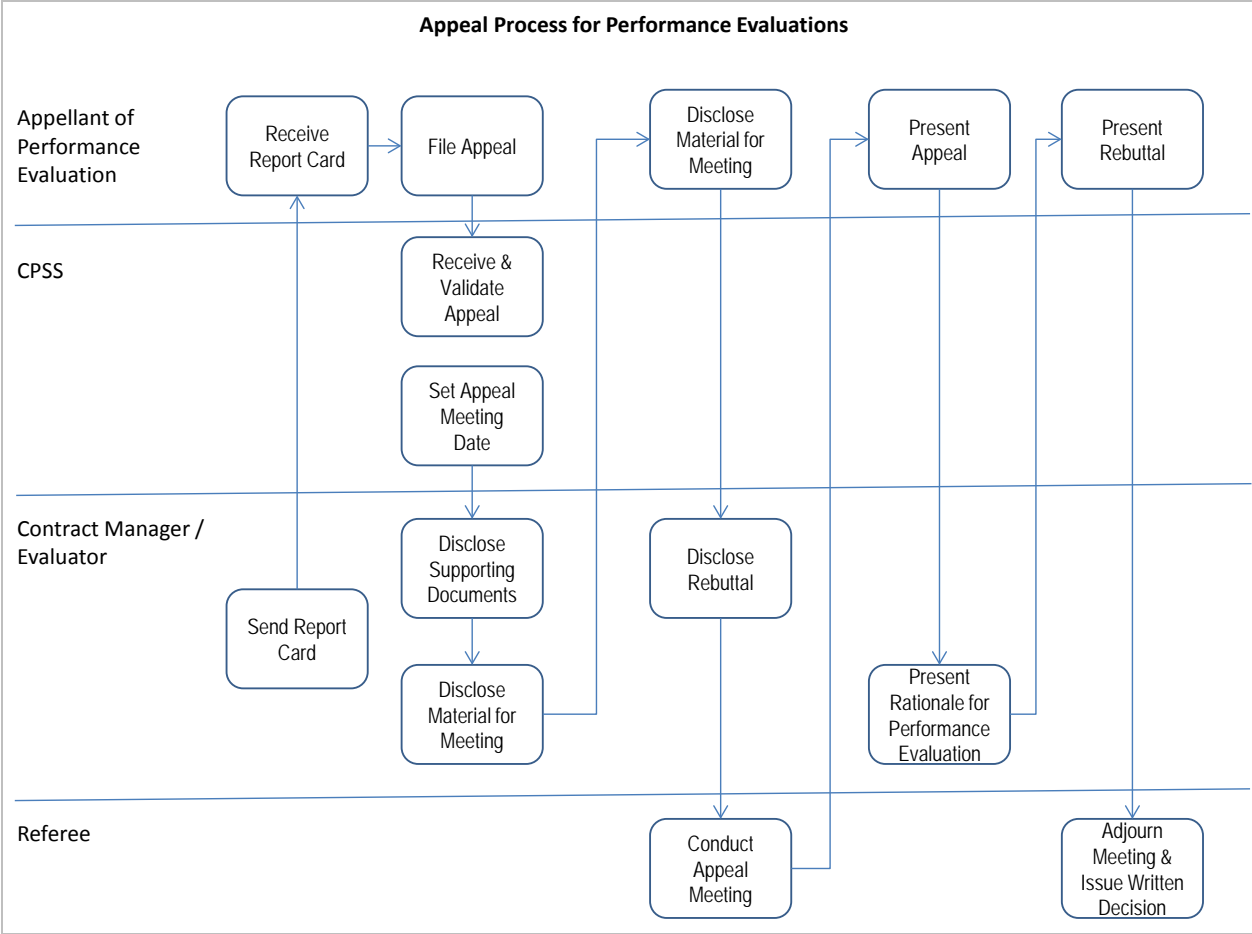 Appeal Process for Performance Evaluations
Appellant of
Performance
Evaluation
Receive
Report Card
File Appeal
Disclose
Material for
Meeting
Present
Appeal
Present
Rebuttal
CPSS
Receive &
Validate
Appeal
Set Appeal
Meeting
Date
Contract Manager /
Evaluator
Send Report
Card
Disclose
Supporting
Documents
Disclose
Material for
Meeting
Disclose
Rebuttal
Present
Rationale for
Performance
Evaluation
Referee
Conduct
Appeal
Meeting
Adjourn
Meeting &
Issue Written
Decision